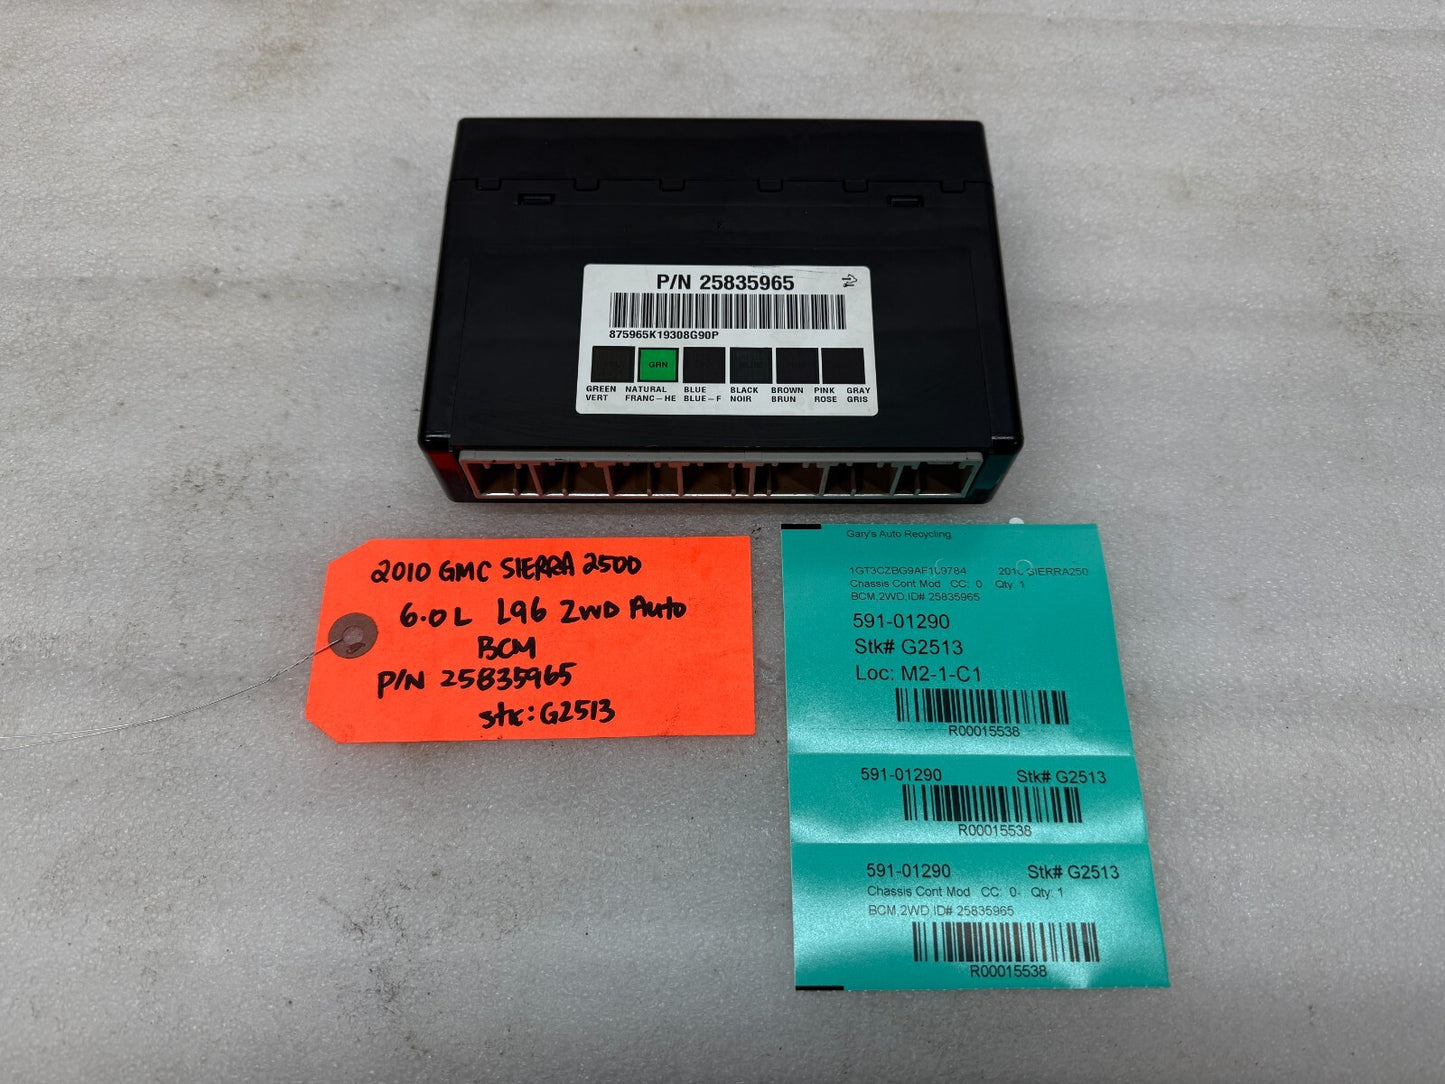 P/N 25835965
875965K19308G90P
GRN
GREEN NATURAL BLUE BLACK BROWN PINK GRAY
VERT FRANC-HE BLUE-F NOIR BRUN ROSE GRIS
2010 GMC SIERRA 2500
6.0L L96 2WD Auto
BCM
P/N 25835965
stk: G2513
Gary's Auto Recycling
2010 SIERRA250
Chassis Cont Mod CC: 0 Qty: 1
BCM,2WD,ID# 25835965
591-01290
Stk# G2513
Loc: M2-1-C1
R00015538
591-01290 Stk# G2513
R00015538
591-01290 Stk# G2513
Chassis Cont Mod CC: 0- Qty: 1
BCM,2WD,ID# 25835965
R00015538